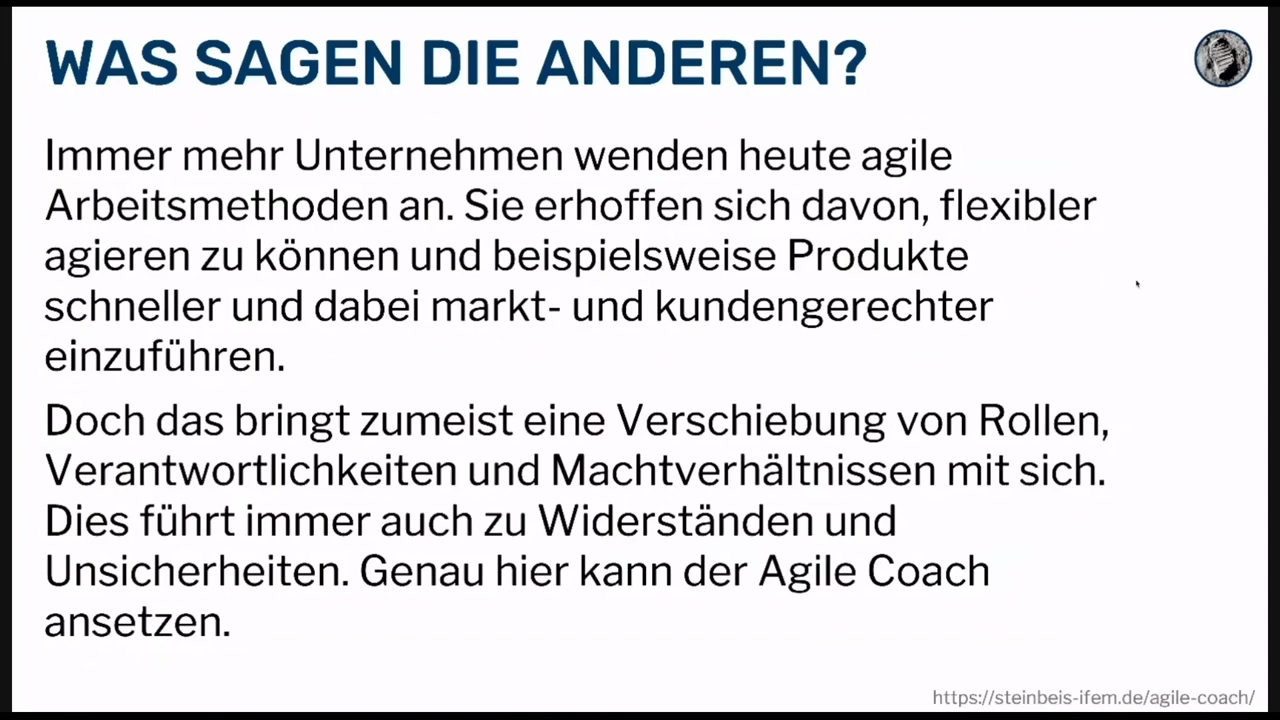 WAS SAGEN DIE ANDEREN?
Immer mehr Unternehmen wenden heute agile
Arbeitsmethoden an. Sie erhoffen sich davon, flexibler
agieren zu können und beispielsweise Produkte
schneller und dabei markt- und kundengerechter
einzuführen.
Doch das bringt zumeist eine Verschiebung von Rollen,
Verantwortlichkeiten und Machtverhältnissen mit sich.
Dies führt immer auch zu Widerständen und
Unsicherheiten. Genau hier kann der Agile Coach
ansetzen.
https://steinbeis-ifem.de/agile-coach/